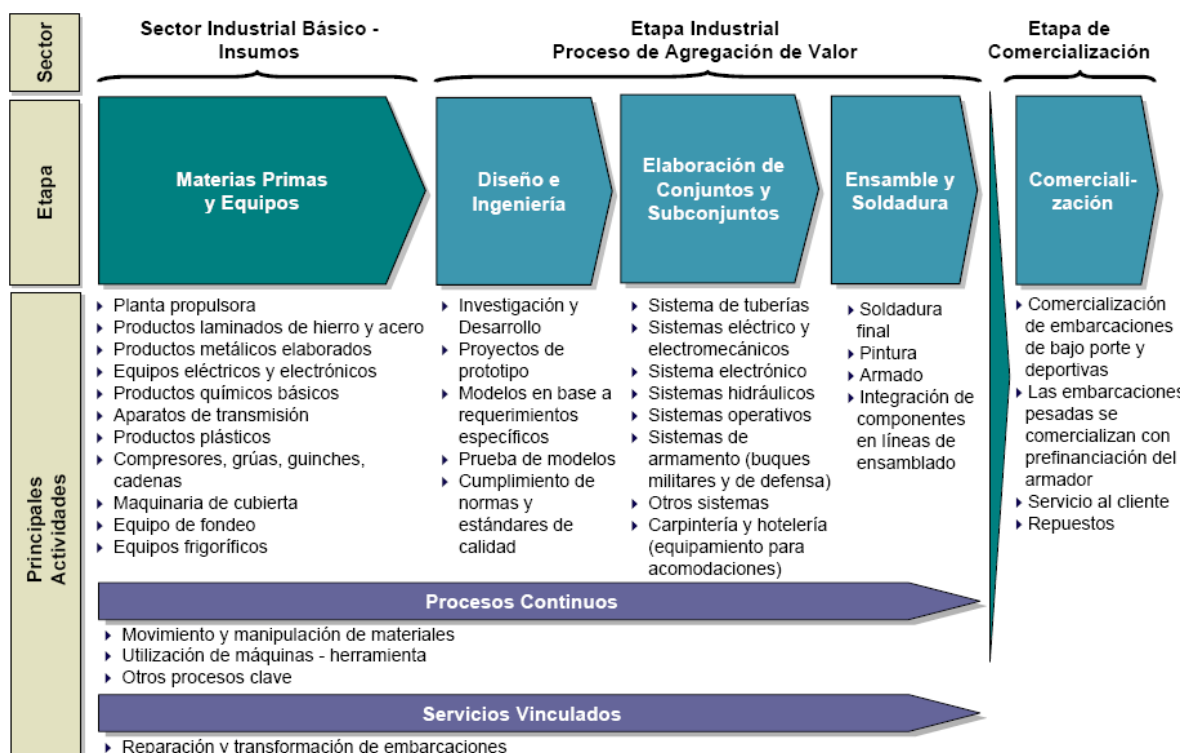 Sector
Sector Industrial Básico -
Insumos
Etapa Industrial
Proceso de Agregación de Valor
Etapa de
Comercialización
Etapa
Materias Primas
y Equipos
Diseño e
Ingeniería
Elaboración de
Conjuntos y
Subconjuntos
Ensamble y
Soldadura
Comerciali-
zación
Principales
Actividades
Planta propulsora
Productos laminados de hierro y acero
Productos metálicos elaborados
Equipos eléctricos y electrónicos
Productos químicos básicos
Aparatos de transmisión
Productos plásticos
Compresores, grúas, guinches,
cadenas
Maquinaria de cubierta
Equipo de fondeo
Equipos frigoríficos
Investigación y
Desarrollo
Proyectos de
prototipo
Modelos en base a
requerimientos
específicos
Prueba de modelos
Cumplimiento de
normas y
estándares de
calidad
Sistema de tuberías
Sistemas eléctrico y
electromecánicos
Sistema electrónico
Sistemas hidráulicos
Sistemas operativos
Sistemas de
armamento (buques
militares y de defensa)
Otros sistemas
Carpintería y hotelería
(equipamiento para
acomodaciones)
Soldadura
final
Pintura
Armado
Integración de
componentes
en líneas de
ensamblado
Comercialización
de embarcaciones
de bajo porte y
deportivas
Las embarcaciones
pesadas se
comercializan con
prefinanciación del
armador
Servicio al cliente
Repuestos
Procesos Continuos
Movimiento y manipulación de materiales
Utilización de máquinas - herramienta
Otros procesos clave
Servicios Vinculados
Reparación y transformación de embarcaciones